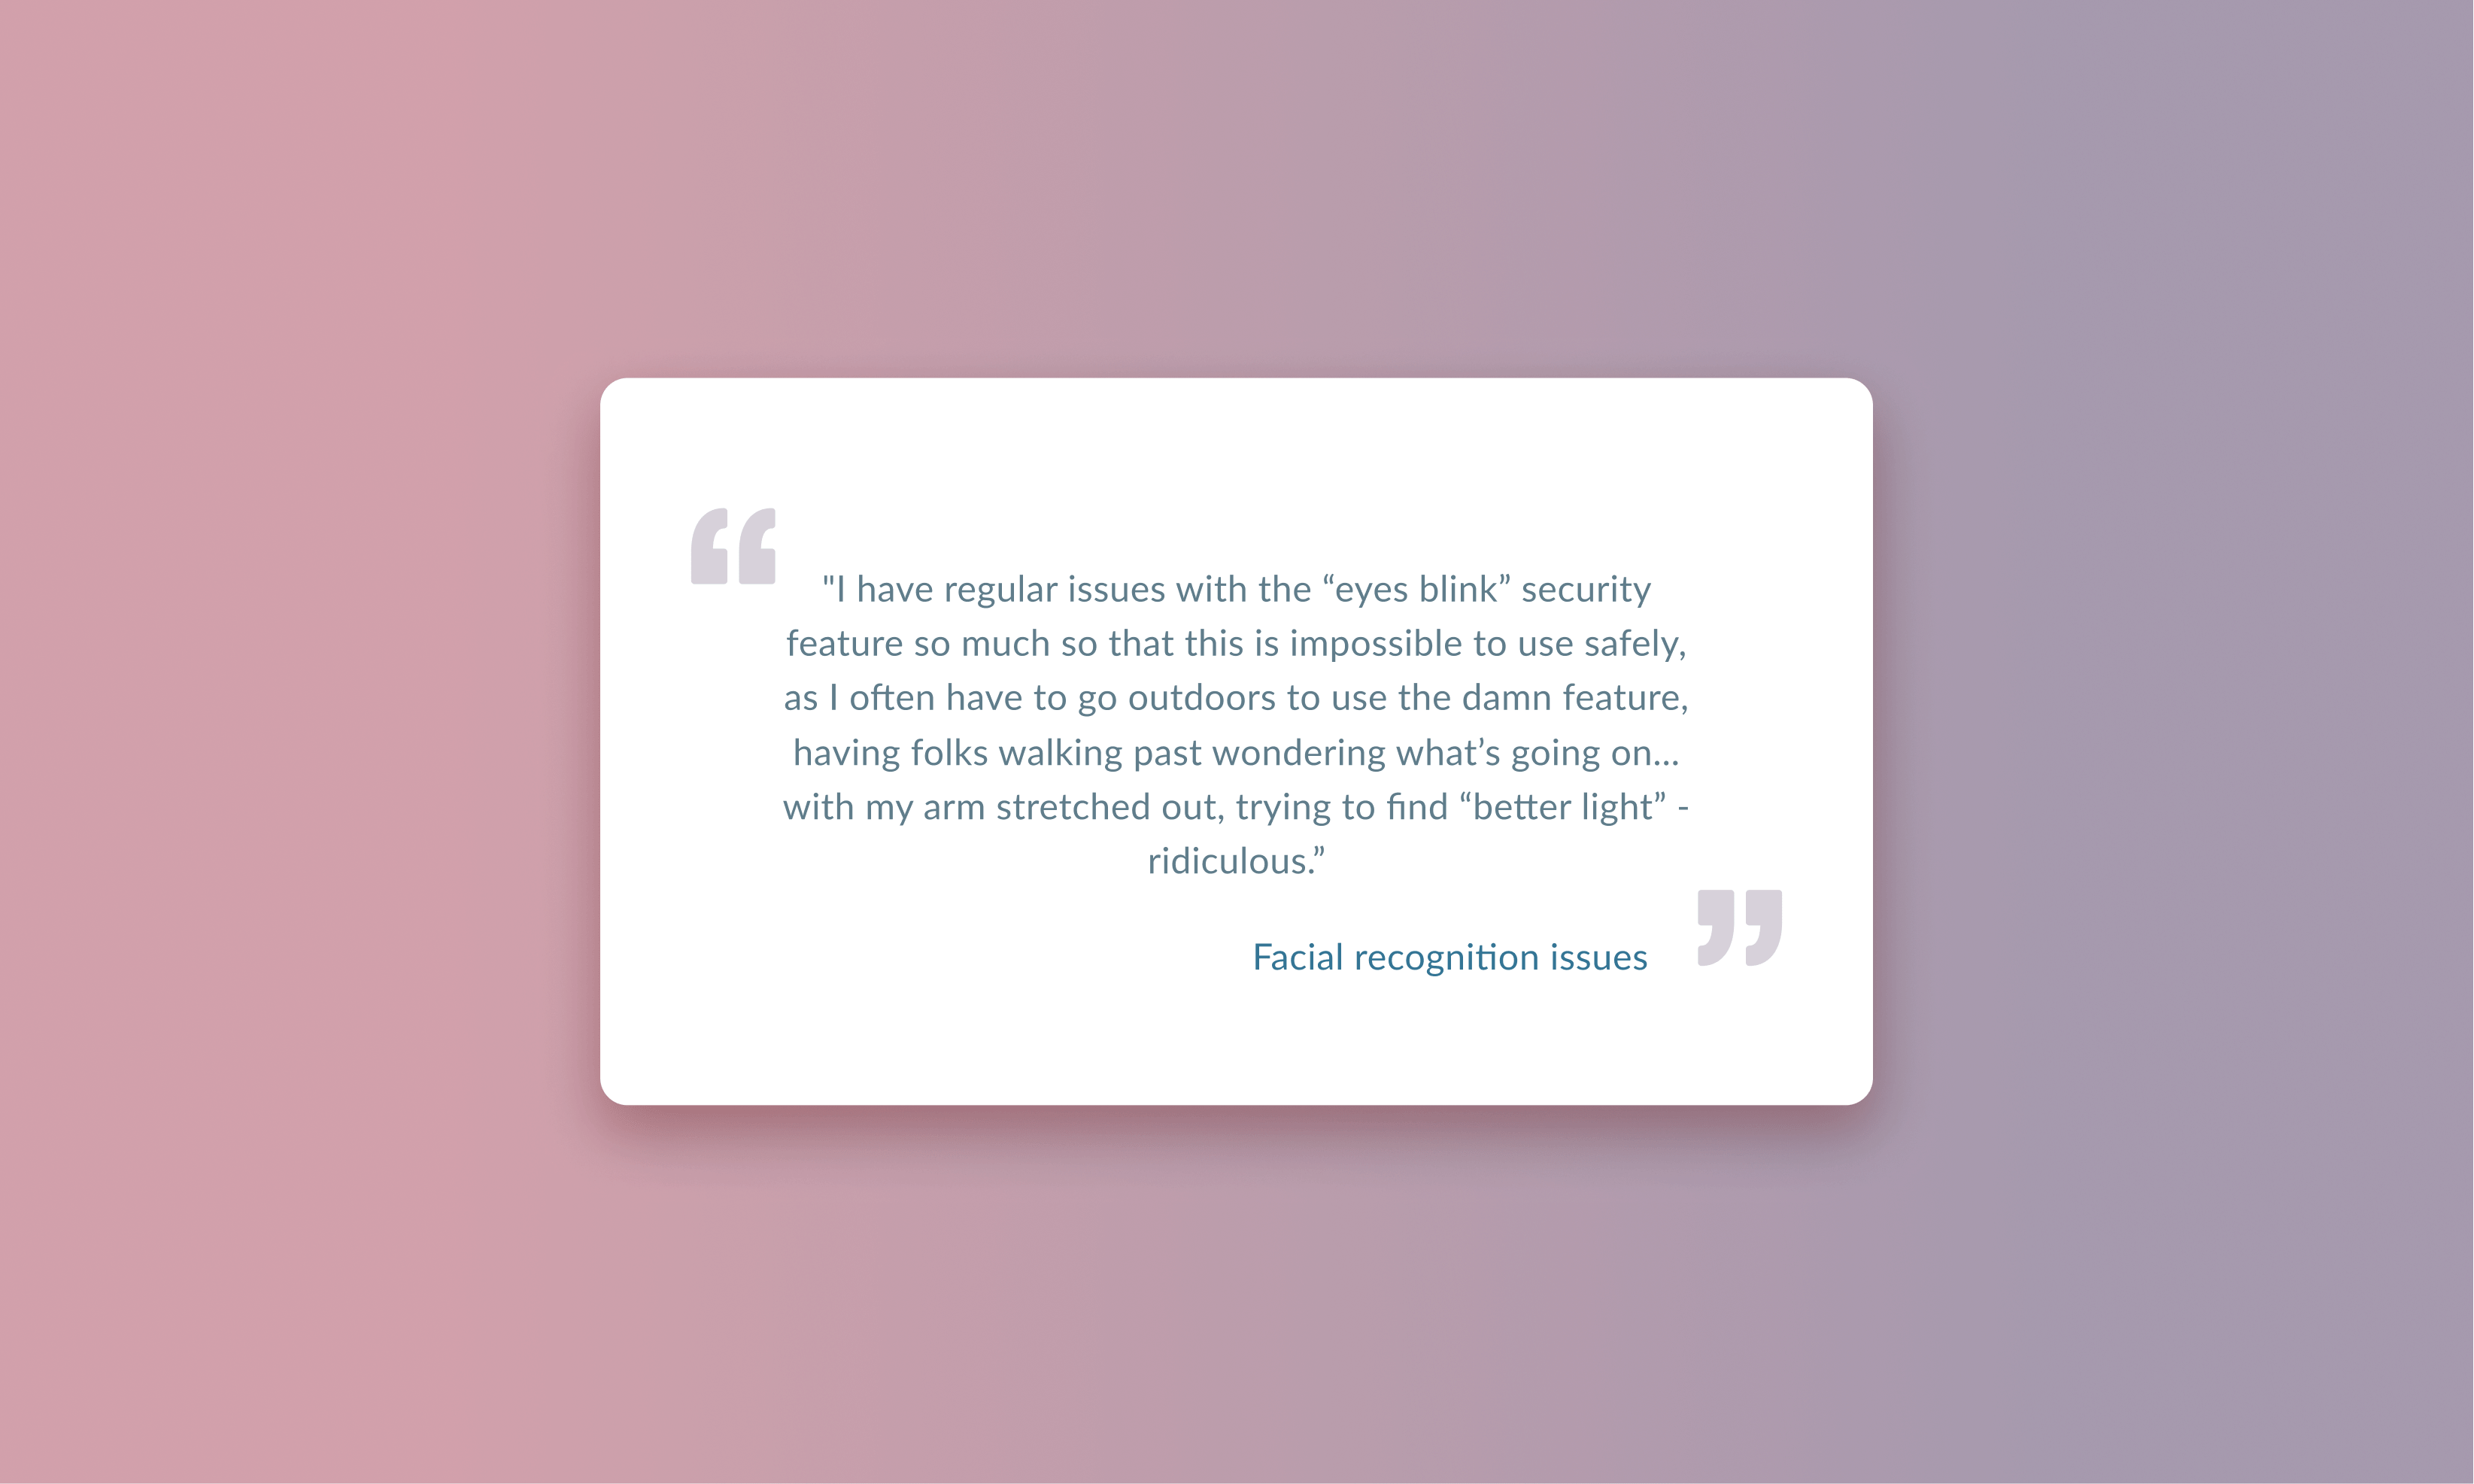 "I have regular issues with the “eyes blink” security
feature so much so that this is impossible to use safely,
as I often have to go outdoors to use the damn feature,
having folks walking past wondering what’s going on...
with my arm stretched out, trying to find “better light” -
ridiculous.”
Facial recognition issues